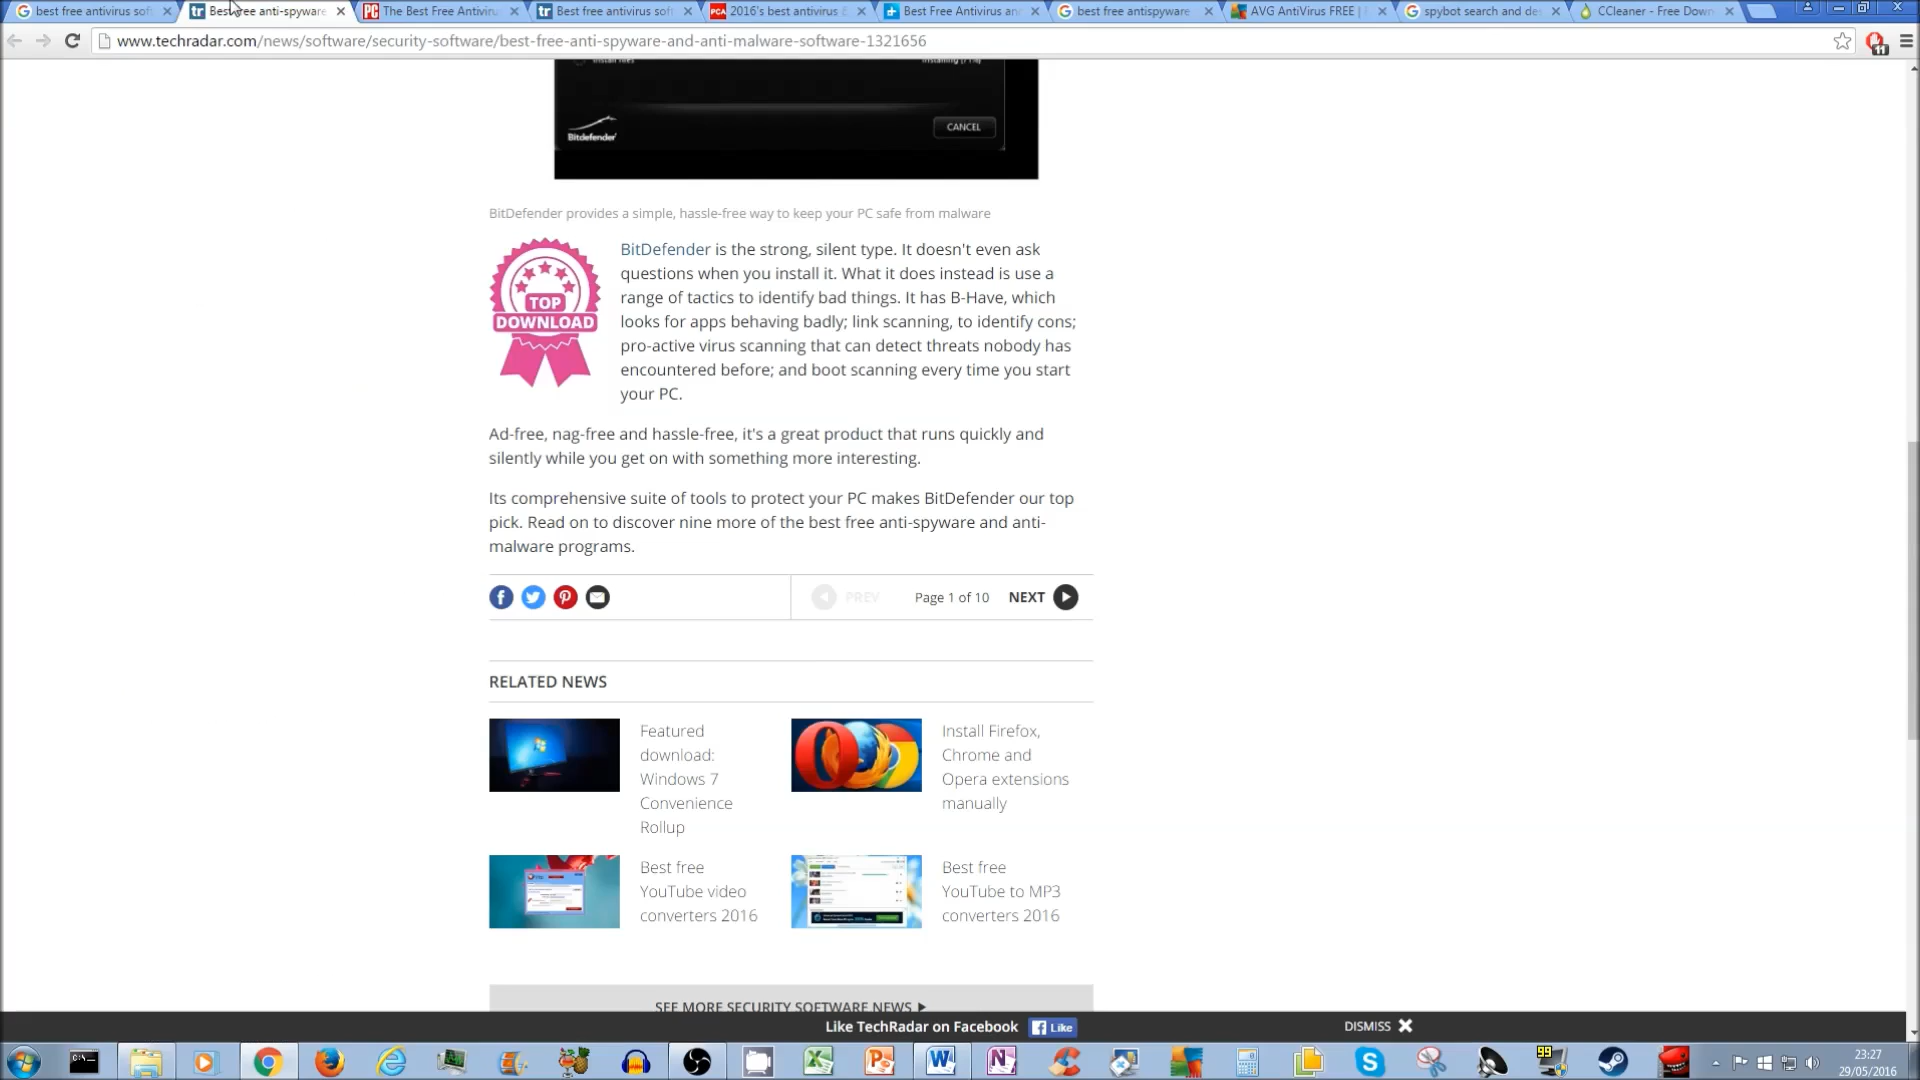 best free antivirus sof
Best free anti-spyware
The Best Free Antiviru
Best free antivirus sof
2016's best antivirus
Best Free Antivirus an
best free antispyware
AVG AntiVirus FREE |
spybot search and de
CCleaner - Free Down
www.techradar.com/news/software/security-software/best-free-anti-spyware-and-anti-malware-software-1321656
11
Bitdefender
CANCEL
BitDefender provides a simple, hassle-free way to keep your PC safe from malware
TOP
DOWNLOAD
BitDefender is the strong, silent type. It doesn't even ask
questions when you install it. What it does instead is use a
range of tactics to identify bad things. It has B-Have, which
looks for apps behaving badly; link scanning, to identify cons;
pro-active virus scanning that can detect threats nobody has
encountered before; and boot scanning every time you start
your PC.
Ad-free, nag-free and hassle-free, it's a great product that runs quickly and
silently while you get on with something more interesting.
Its comprehensive suite of tools to protect your PC makes BitDefender our top
pick. Read on to discover nine more of the best free anti-spyware and anti-
malware programs.
PREV Page 1 of 10 NEXT
RELATED NEWS
Featured
download:
Windows 7
Convenience
Rollup
Install Firefox,
Chrome and
Opera extensions
manually
Best free
YouTube video
converters 2016
Best free
YouTube to MP3
converters 2016
SEE MORE SECURITY SOFTWARE NEWS
Like TechRadar on Facebook Like DISMISS
99
23:27
29/05/2016